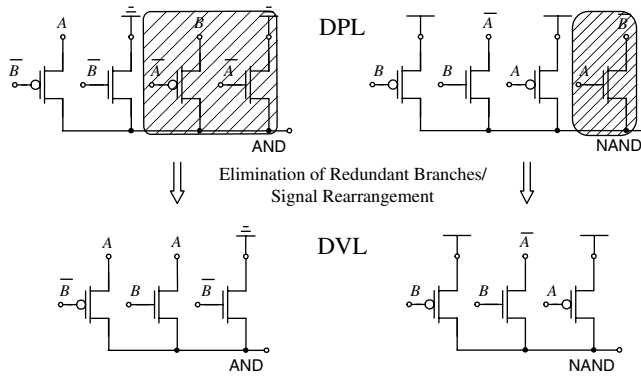 A B DPL A̅ B̅
B̅ B̅ A̅ A̅ B B A A
AND NAND
Elimination of Redundant Branches/
Signal Rearrangement
A A DVL A̅
B̅ B B̅ B B A
AND NAND